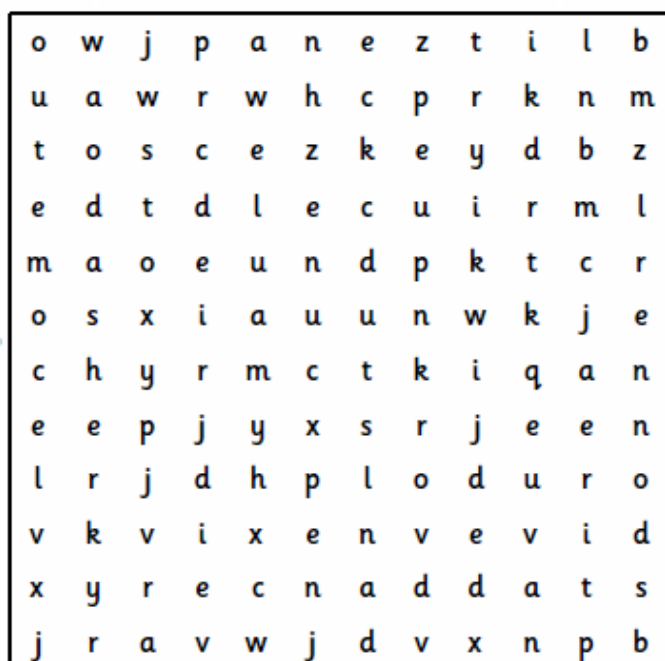 o w j p a n e z t i l b
u a w r w h c p r k n m
t o s c e z k e y d b z
e d t d l e c u i r m l
m a o e u n d p k t c r
o s x i a u u n w k j e
c h y r m c t k i q a n
e e p j y x s r j e e n
l r j d h p l o d u r o
v k v i x e n v e v i d
x y r e c n a d d a t s
j r a v w j d v x n p b